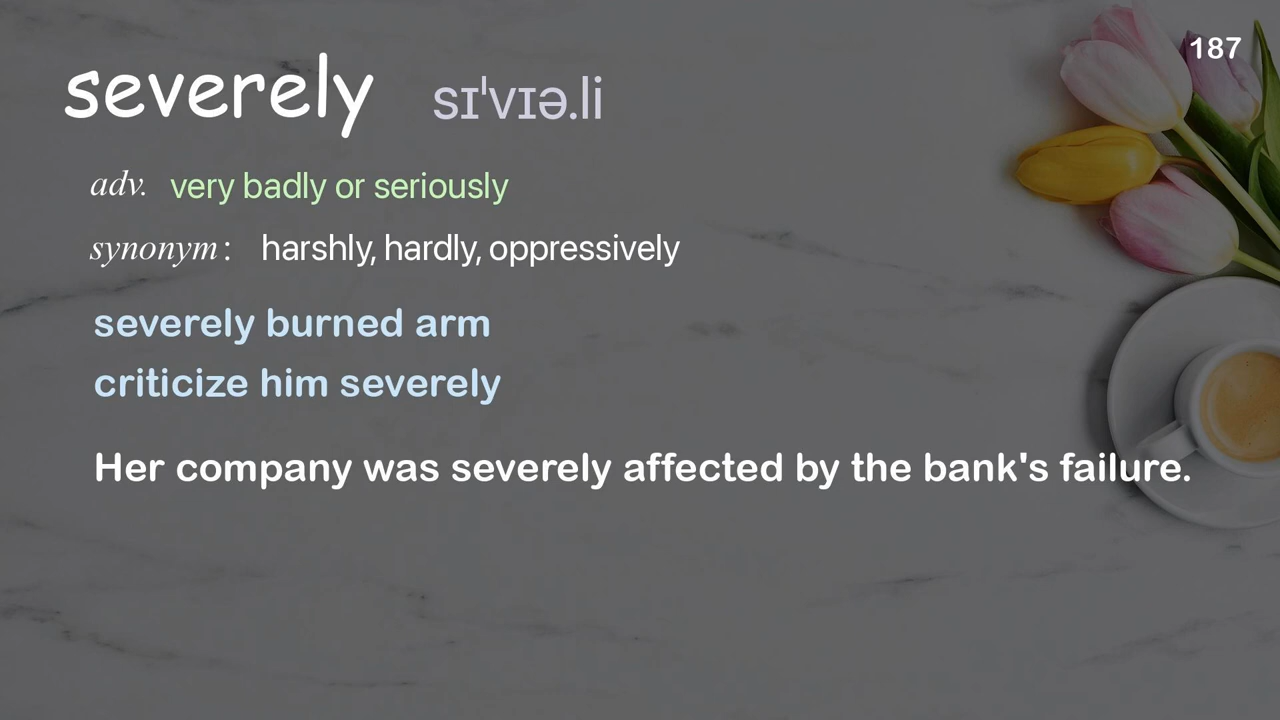 187
severely sɪˈvɪə.li
adv. very badly or seriously
synonym: harshly, hardly, oppressively
severely burned arm
criticize him severely
Her company was severely affected by the bank's failure.